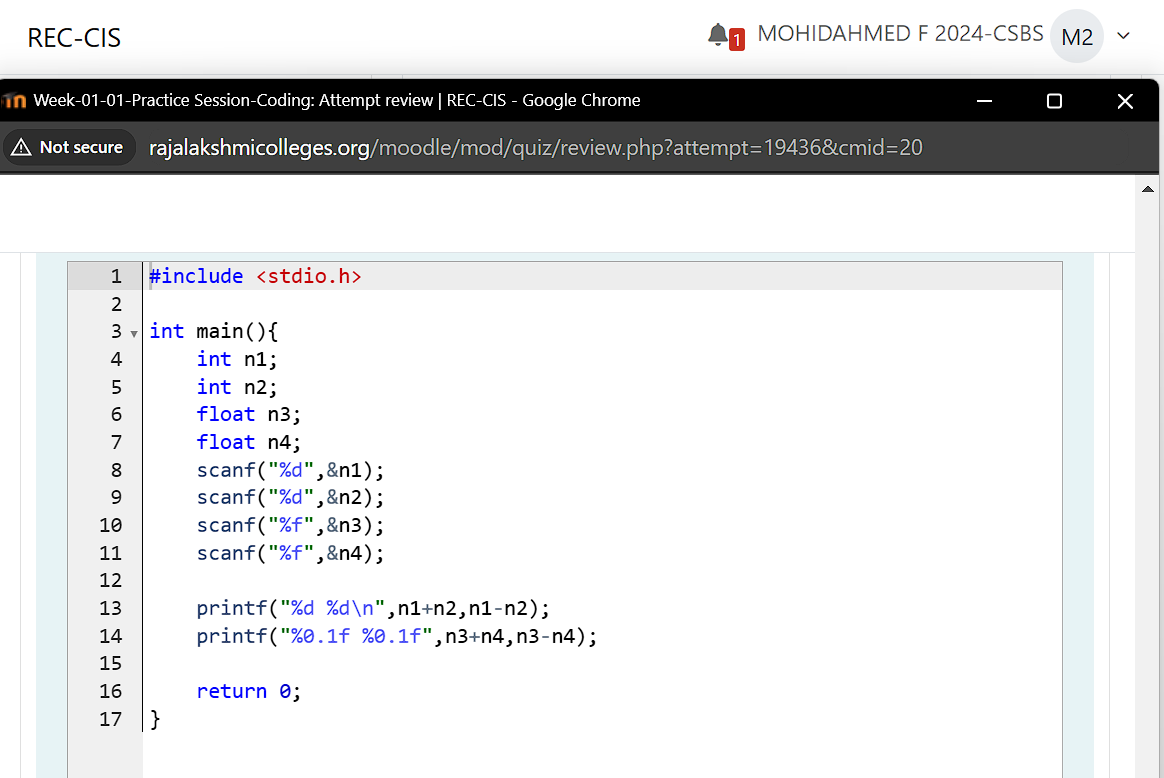 REC-CIS
1 MOHIDAHMED F 2024-CSBS M2
Week-01-01-Practice Session-Coding: Attempt review | REC-CIS - Google Chrome
Not secure rajalakshmicolleges.org/moodle/mod/quiz/review.php?attempt=19436&cmid=20
1 #include <stdio.h>
2
3 int main(){
4 int n1;
5 int n2;
6 float n3;
7 float n4;
8 scanf("%d",&n1);
9 scanf("%d",&n2);
10 scanf("%f",&n3);
11 scanf("%f",&n4);
12
13 printf("%d %d\n",n1+n2,n1-n2);
14 printf("%0.1f %0.1f",n3+n4,n3-n4);
15
16 return 0;
17 }